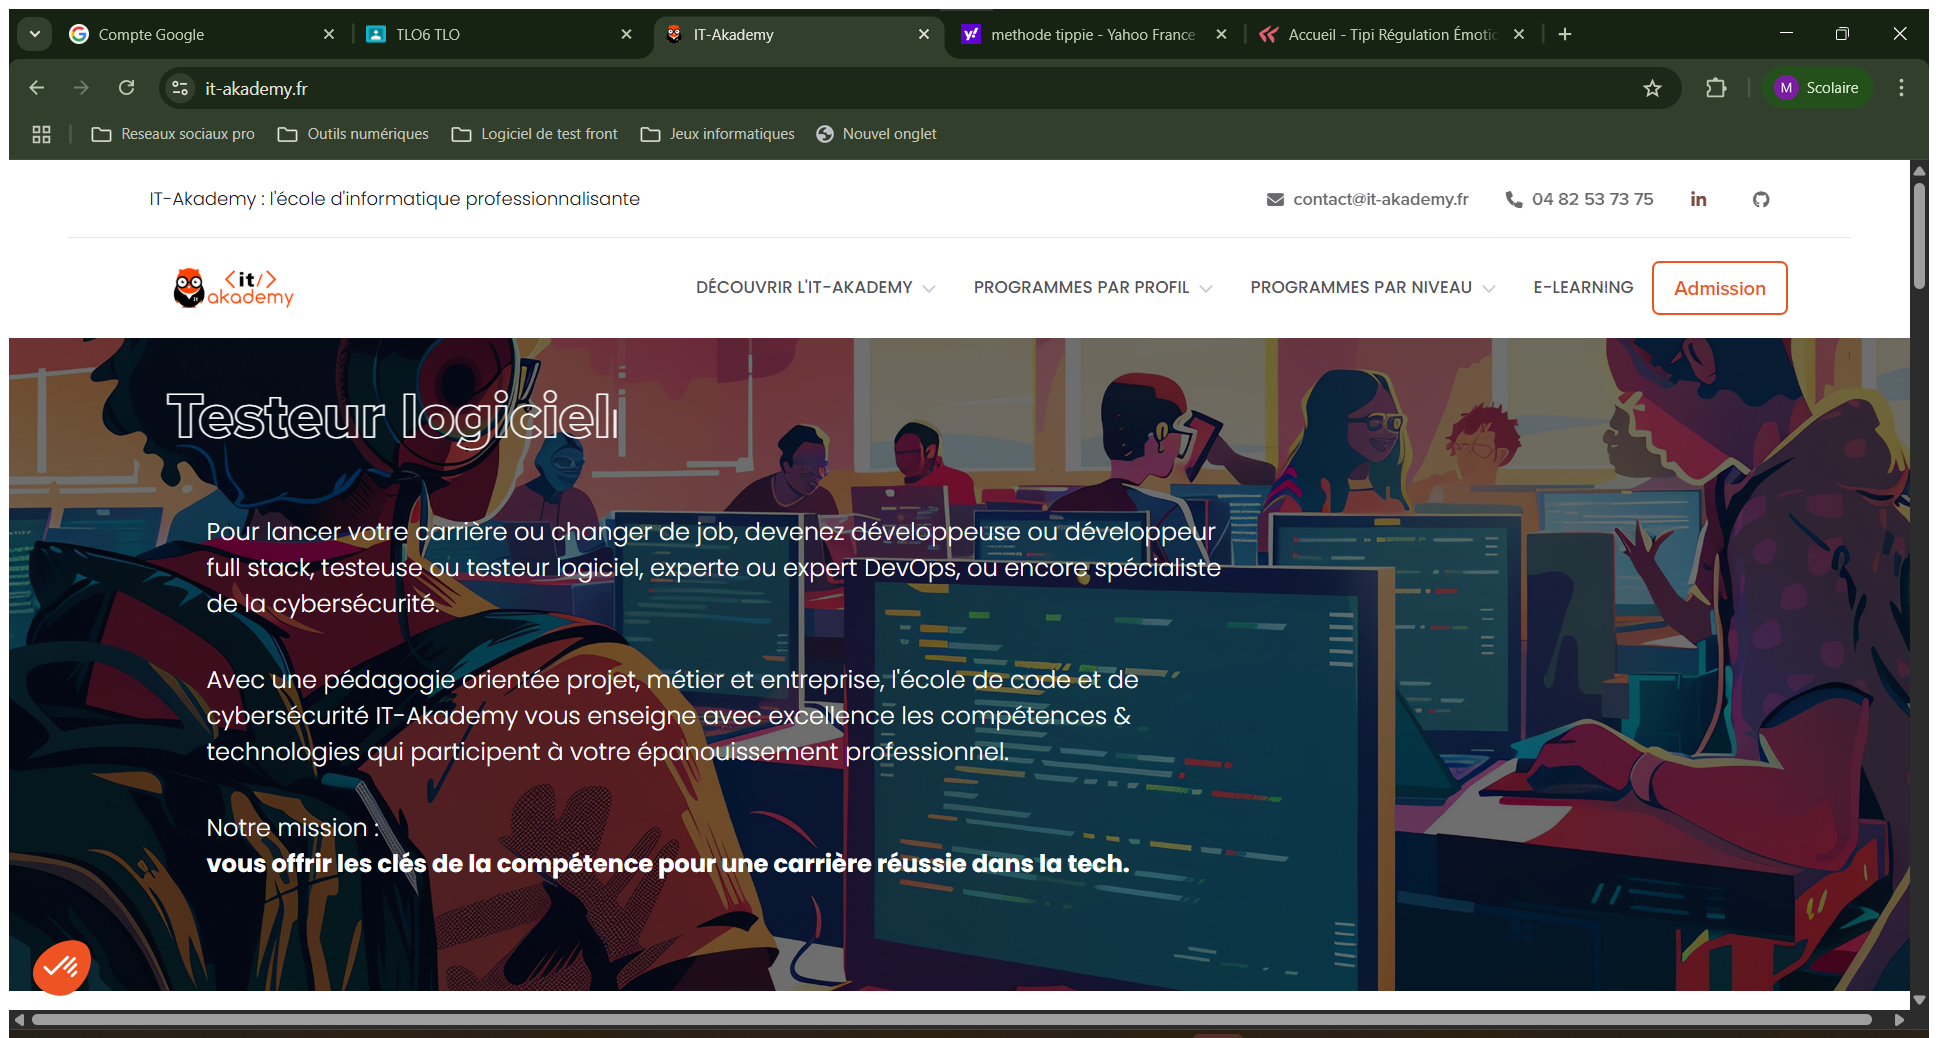 Compte Google
TLO6 TLO
IT-Akademy
methode tippie - Yahoo France
Accueil - Tipi Régulation Émotic
it-akademy.fr
M Scolaire
Reseaux sociaux pro
Outils numériques
Logiciel de test front
Jeux informatiques
Nouvel onglet
IT-Akademy : l'école d'informatique professionnalisante
contact@it-akademy.fr
04 82 53 73 75
in
<it/>
akademy
DÉCOUVRIR L'IT-AKADEMY
PROGRAMMES PAR PROFIL
PROGRAMMES PAR NIVEAU
E-LEARNING
Admission
Testeur logiciel
Pour lancer votre carrière ou changer de job, devenez développeuse ou développeur
full stack, testeuse ou testeur logiciel, experte ou expert DevOps, ou encore spécialiste
de la cybersécurité.
Avec une pédagogie orientée projet, métier et entreprise, l'école de code et de
cybersécurité IT-Akademy vous enseigne avec excellence les compétences &
technologies qui participent à votre épanouissement professionnel.
Notre mission :
vous offrir les clés de la compétence pour une carrière réussie dans la tech.